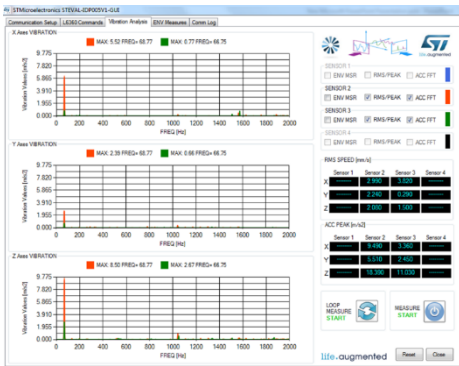 STMicroelectronics STEVAL-IDP005V1-GUI
Communication Setup L6360 Commands Vibration Analysis ENV Measures Comm Log
X Axes VIBRATION
MAX: 5.52 FREQ= 68.77 MAX: 0.77 FREQ= 66.75
Vibration Values [m/s2]
9.775
7.820
5.865
3.910
1.955
0.000
0 200 400 600 800 1000 1200 1400 1600 1800 2000
FREQ [Hz]
Y Axes VIBRATION
MAX: 2.39 FREQ= 68.77 MAX: 0.66 FREQ= 66.75
Vibration Values [m/s2]
9.775
7.820
5.865
3.910
1.955
0.000
0 200 400 600 800 1000 1200 1400 1600 1800 2000
FREQ [Hz]
Z Axes VIBRATION
MAX: 8.50 FREQ= 68.77 MAX: 2.67 FREQ= 66.75
Vibration Values [m/s2]
9.775
7.820
5.865
3.910
1.955
0.000
0 200 400 600 800 1000 1200 1400 1600 1800 2000
FREQ [Hz]
ST
life.augmented
SENSOR 1
ENV MSR RMS/PEAK ACC FFT
SENSOR 2
ENV MSR RMS/PEAK ACC FFT
SENSOR 3
ENV MSR RMS/PEAK ACC FFT
SENSOR 4
ENV MSR RMS/PEAK ACC FFT
RMS SPEED [mm/s]
Sensor 1 Sensor 2 Sensor 3 Sensor 4
X 2.990 3.520
Y 2.240 0.290
Z 2.000 1.500
ACC PEAK [m/s2]
Sensor 1 Sensor 2 Sensor 3 Sensor 4
X 9.490 3.360
Y 5.510 2.450
Z 18.390 11.030
LOOP
MEASURE
START
MEASURE
START
life.augmented
Reset Close